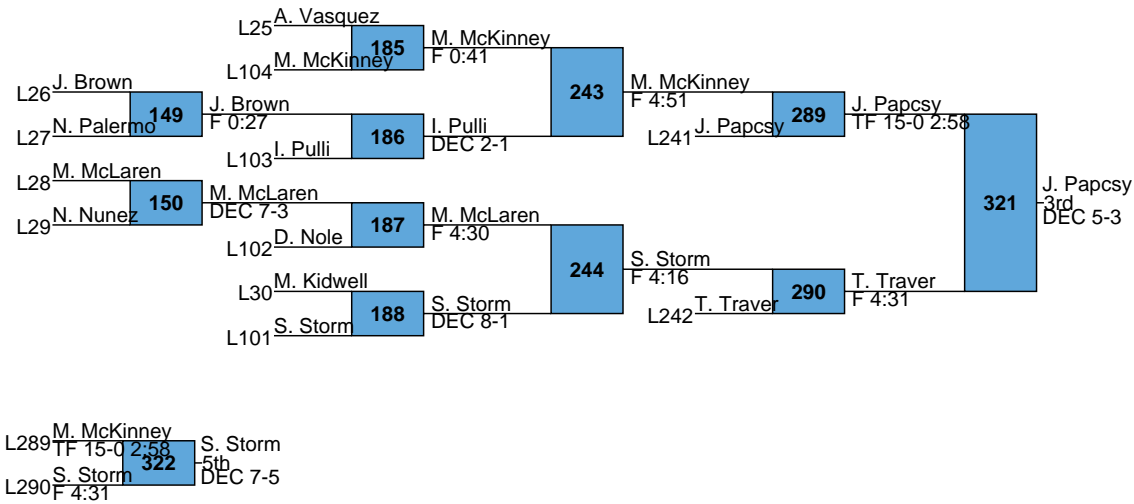 L25 A. Vasquez
185
M. McKinney
F 0:41
L104 M. McKinney
L26 J. Brown
149
J. Brown
F 0:27
L27 N. Palermo
186
I. Pulli
DEC 2-1
L103 I. Pulli
243
M. McKinney
F 4:51
L241 J. Papcsy
289
J. Papcsy
TF 15-0 2:58
L28 M. McLaren
150
M. McLaren
DEC 7-3
L29 N. Nunez
187
M. McLaren
F 4:30
L102 D. Nole
L30 M. Kidwell
188
S. Storm
DEC 8-1
L101 S. Storm
244
S. Storm
F 4:16
L242 T. Traver
290
T. Traver
F 4:31
321
J. Papcsy
3rd
DEC 5-3
L289 M. McKinney
TF 15-0 2:58
322
S. Storm
5th
DEC 7-5
L290 S. Storm
F 4:31